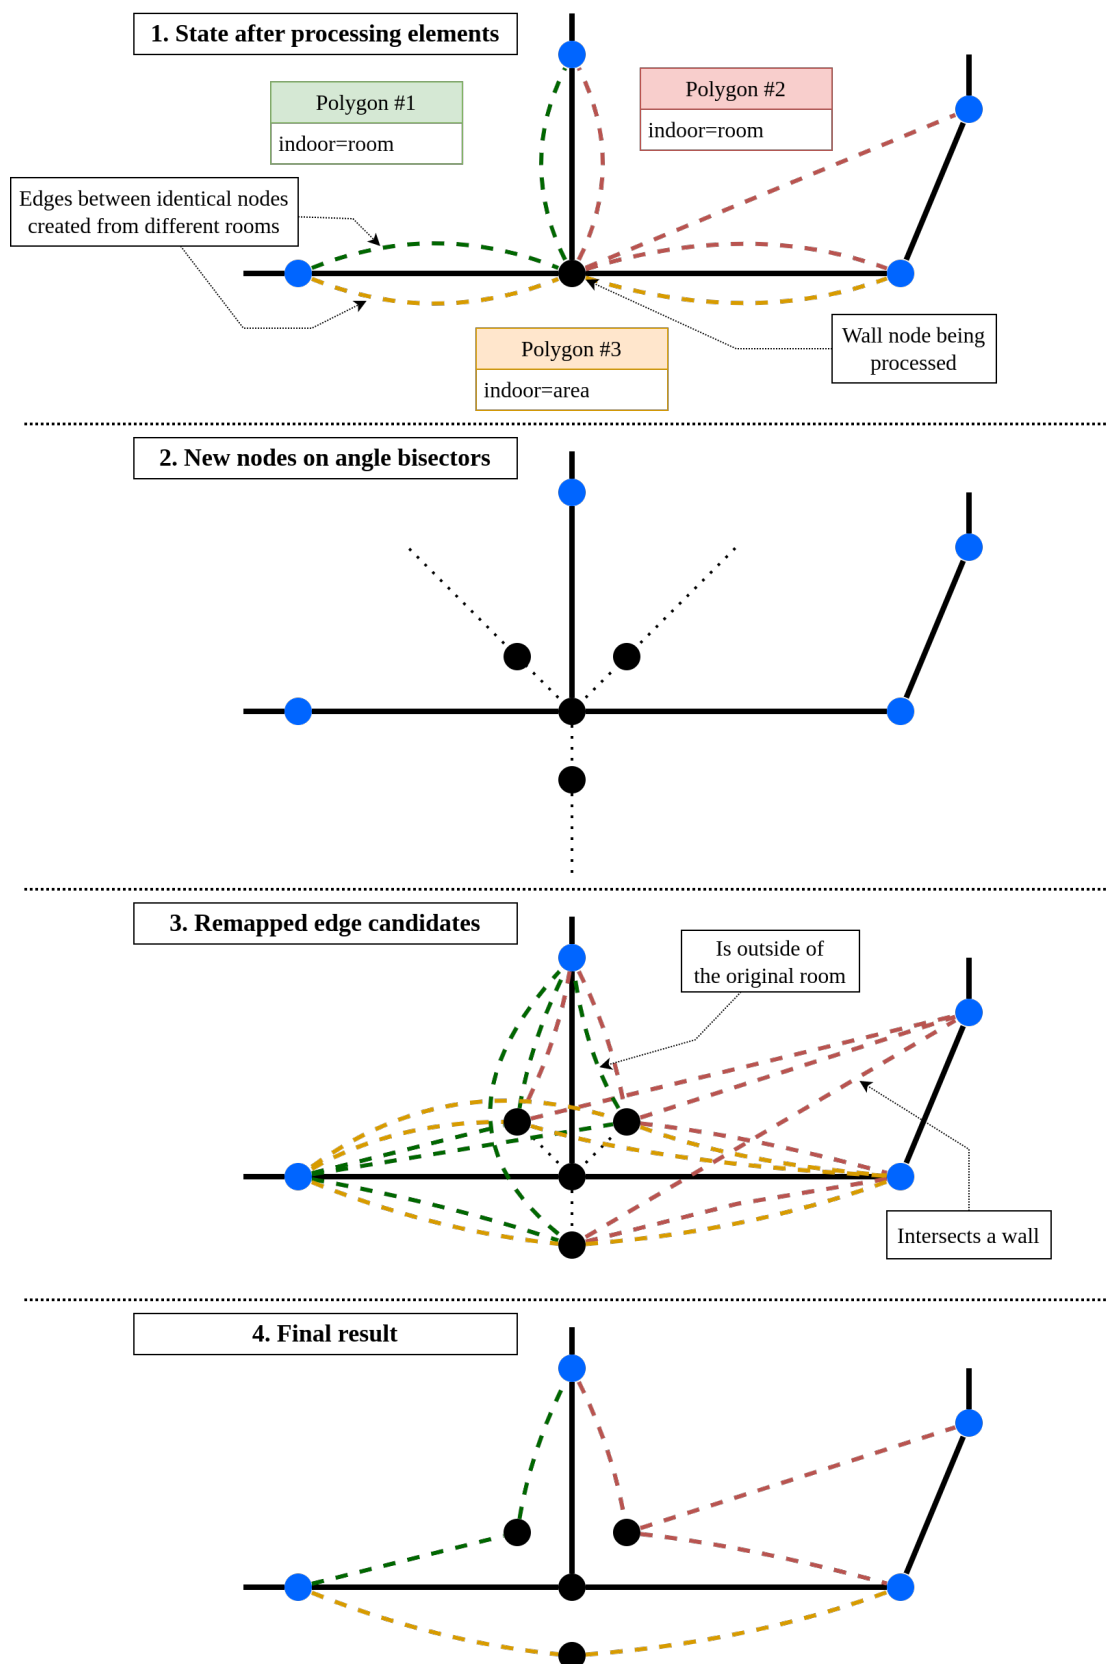 1. State after processing elements
Polygon #1
indoor=room
Polygon #2
indoor=room
Edges between identical nodes
created from different rooms
Polygon #3
indoor=area
Wall node being
processed
2. New nodes on angle bisectors
3. Remapped edge candidates
Is outside of
the original room
Intersects a wall
4. Final result